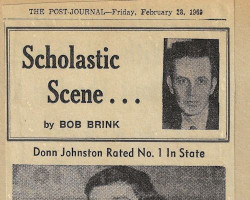 THE POST-JOURNAL—Friday, February 28, 1969
Scholastic
Scene...
by BOB BRINK
Donn Johnston Rated No. 1 In State